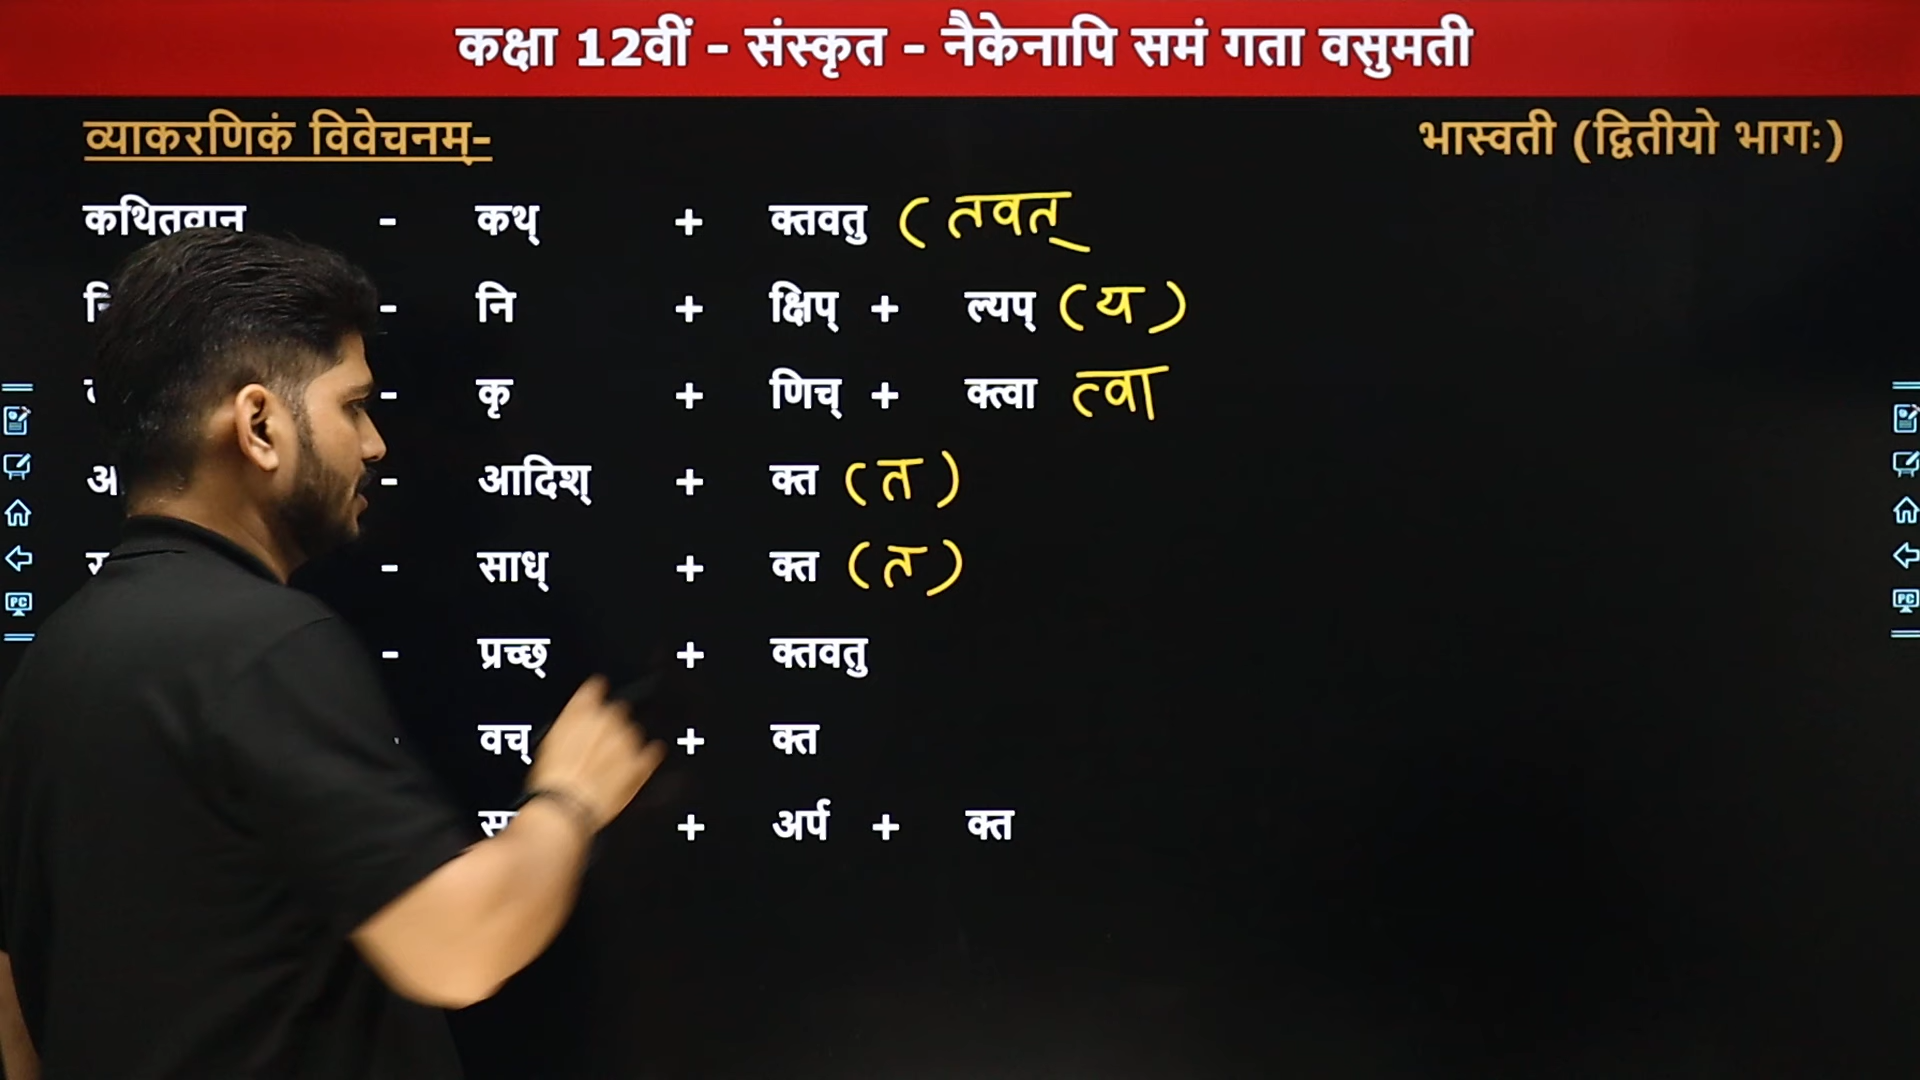 कक्षा 12वीं - संस्कृत - नैकेनापि समं गता वसुमती
व्याकरणिकं विवेचनम्-
भास्वती (द्वितीयो भागः)
कथितवान - कथ् + क्तवतु ( तवत्
- नि + क्षिप् + ल्यप् (य)
- कृ + णिच् + क्त्वा त्वा
- आदिश् + क्त (त)
- साध् + क्त (त)
- प्रच्छ् + क्तवतु
वच् + क्त
+ अर्प + क्त